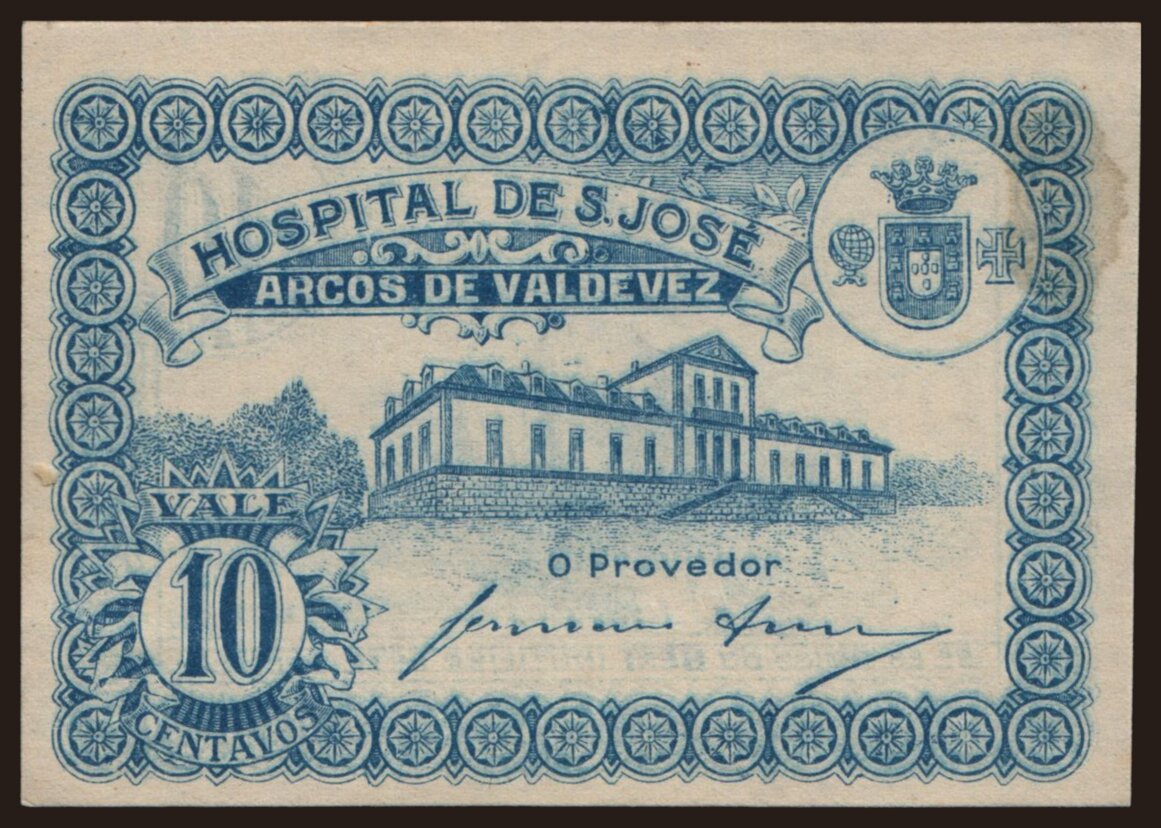 HOSPITAL DE S. JOSÉ
ARCOS DE VALDEVEZ
VALE
10
CENTAVOS
O Provedor